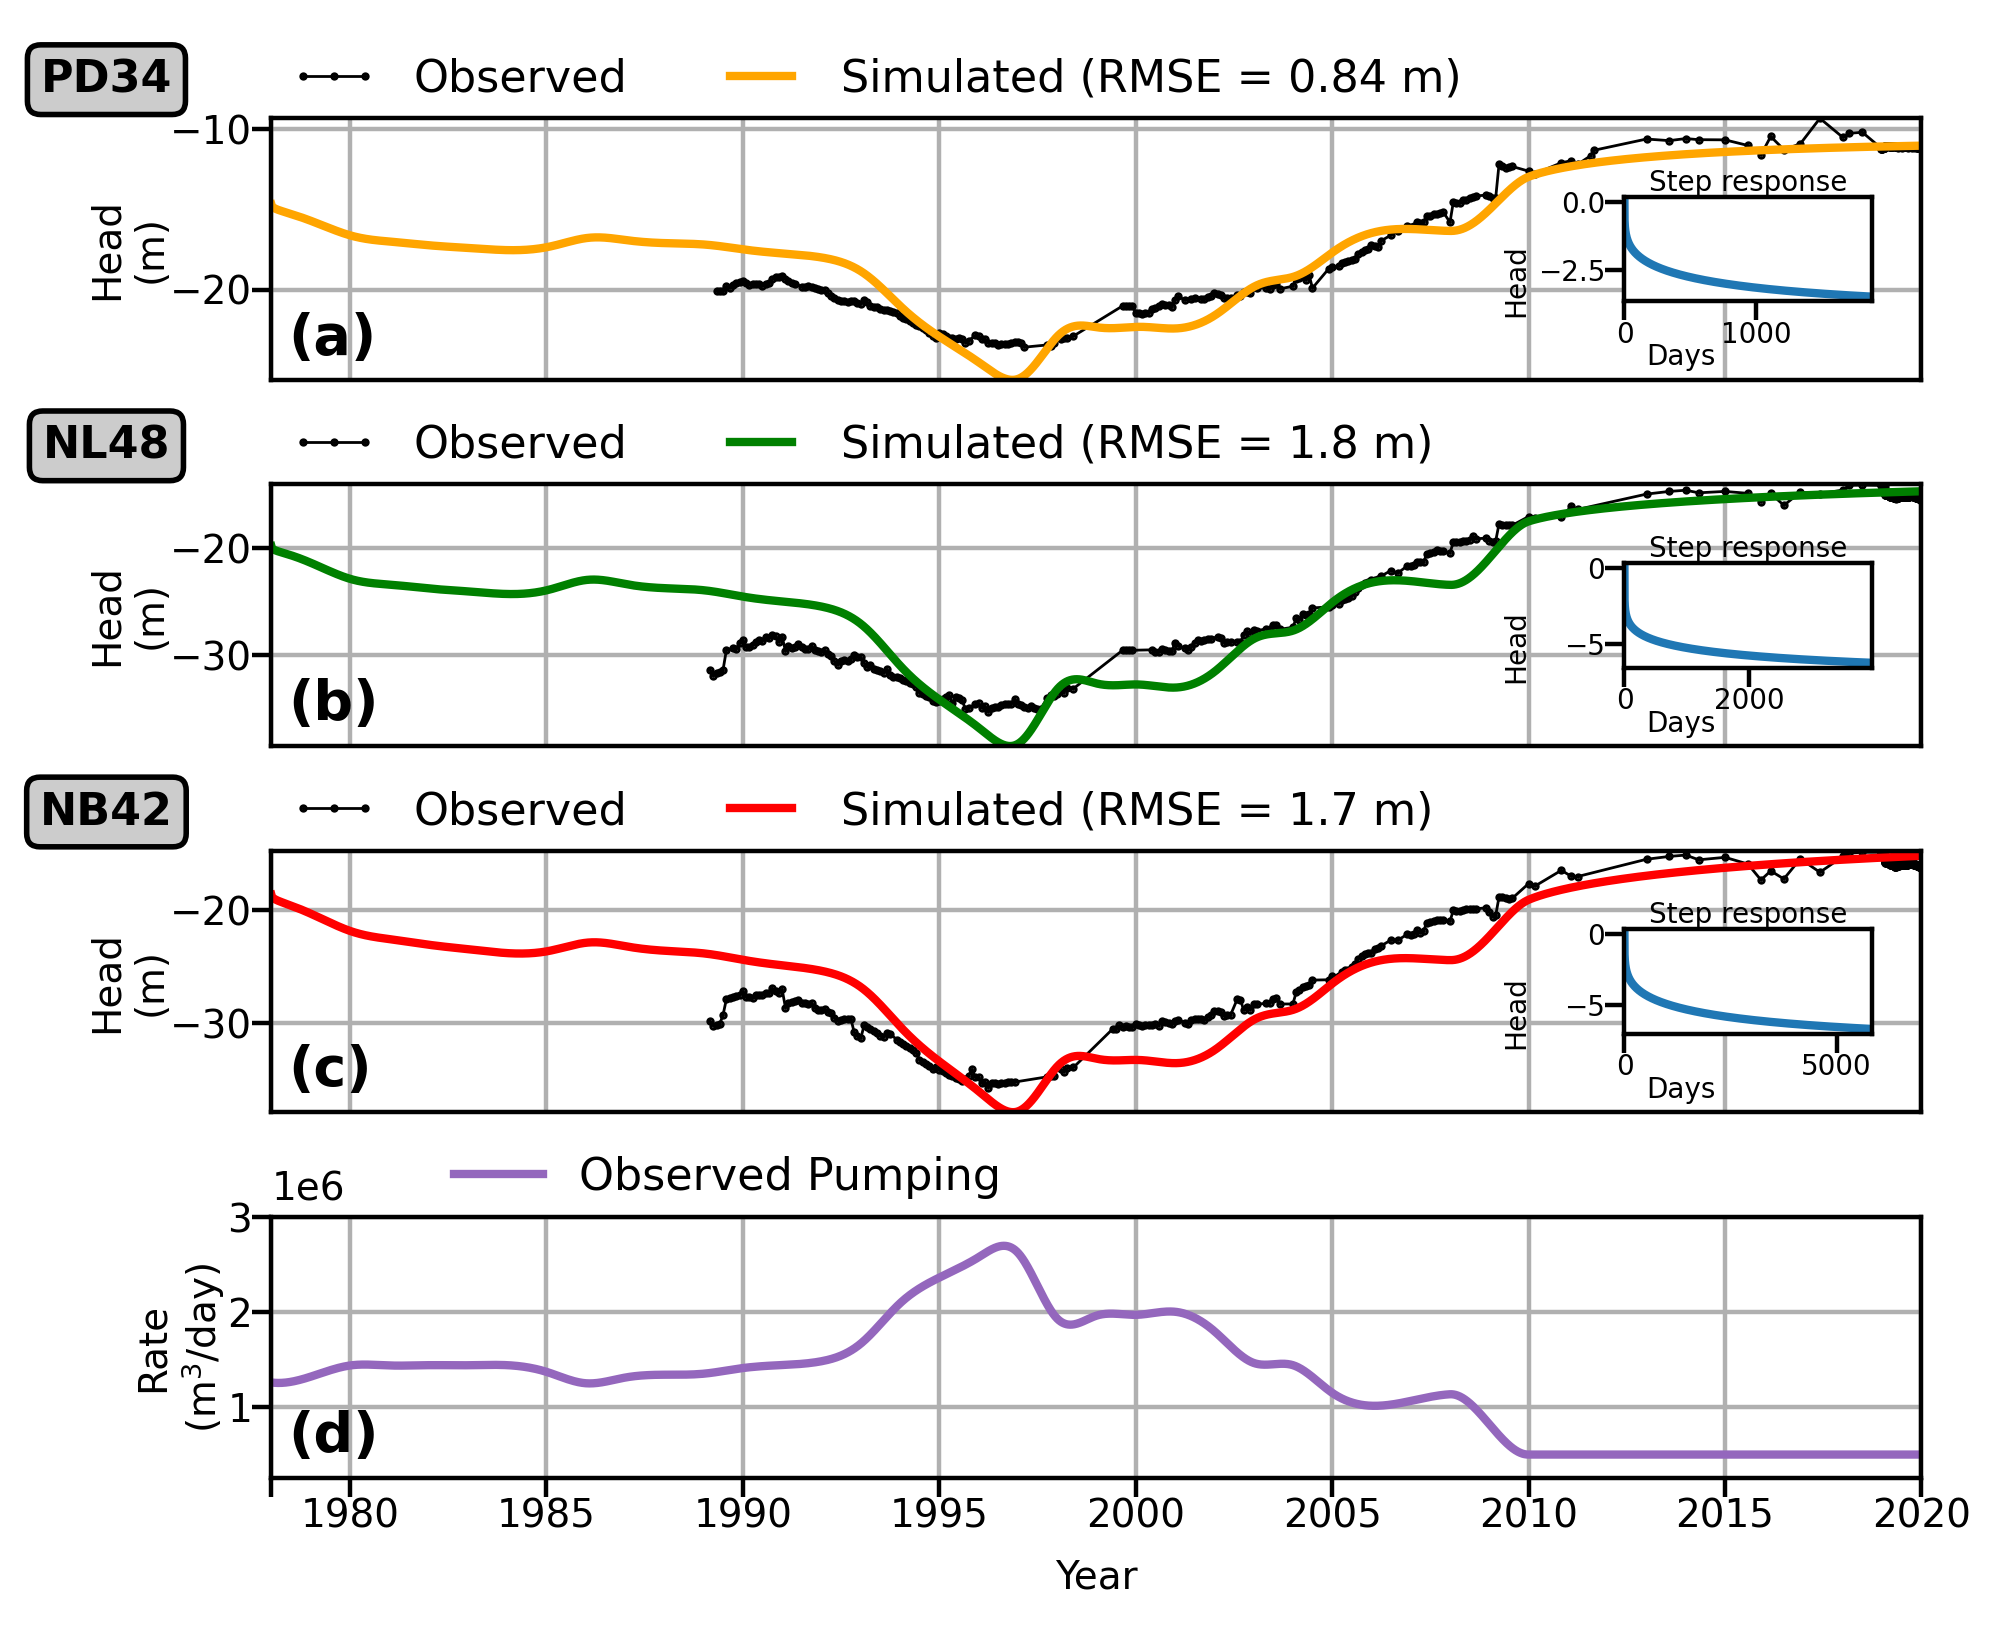 PD34
Observed
Simulated (RMSE = 0.84 m)
−10
−20
Head
(m)
(a)
Step response
0.0
−2.5
Head
0
1000
Days
NL48
Observed
Simulated (RMSE = 1.8 m)
−20
−30
Head
(m)
(b)
Step response
0
−5
Head
0
2000
Days
NB42
Observed
Simulated (RMSE = 1.7 m)
−20
−30
Head
(m)
(c)
Step response
0
−5
Head
0
5000
Days
1e6
Observed Pumping
3
2
1
Rate
(m³/day)
(d)
1980 1985 1990 1995 2000 2005 2010 2015 2020
Year